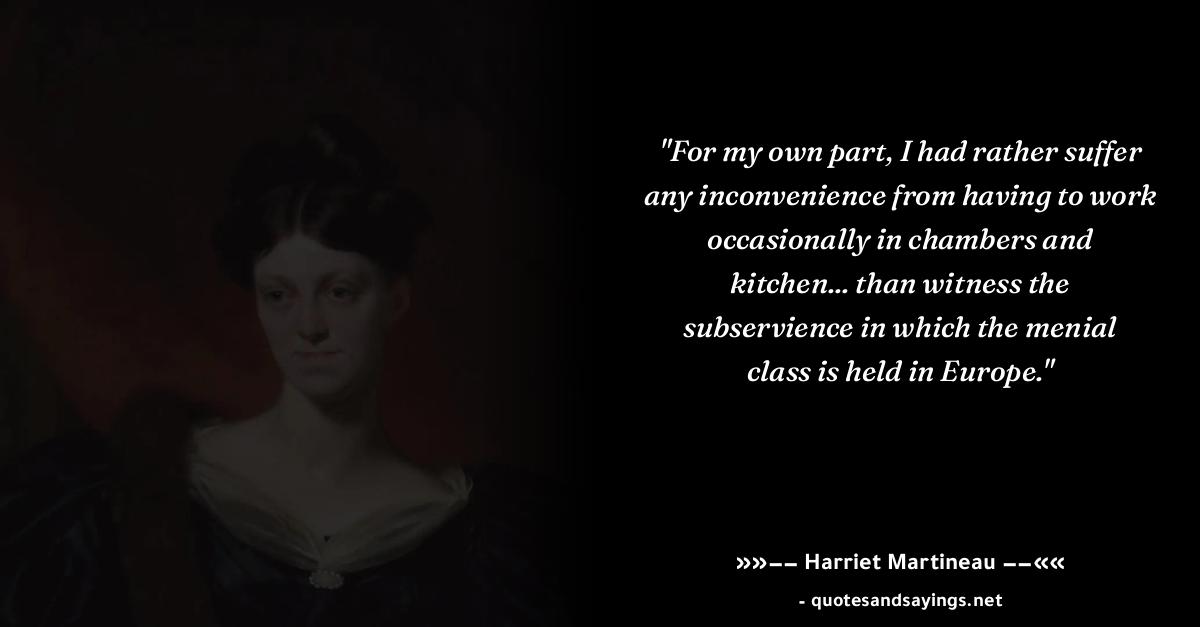 "For my own part, I had rather suffer
any inconvenience from having to work
occasionally in chambers and
kitchen... than witness the
subservience in which the menial
class is held in Europe."
»»−− Harriet Martineau −−««
- quotesandsayings.net